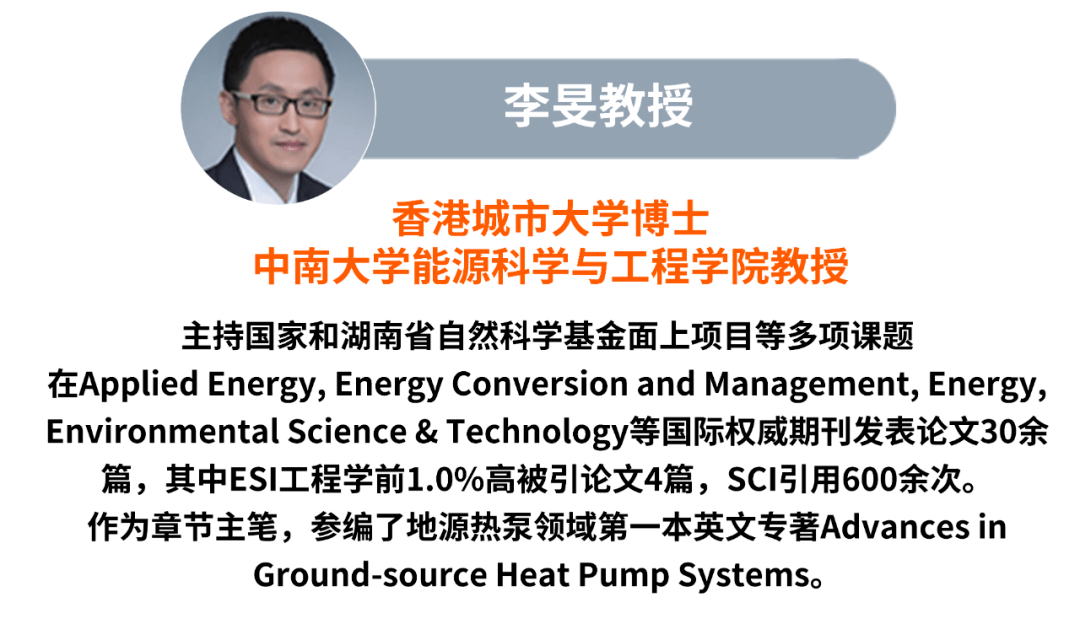 李旻教授
香港城市大学博士
中南大学能源科学与工程学院教授
主持国家和湖南省自然科学基金面上项目等多项课题
在Applied Energy, Energy Conversion and Management, Energy,
Environmental Science & Technology等国际权威期刊发表论文30余
篇，其中ESI工程学前1.0%高被引论文4篇，SCI引用600余次。
作为章节主笔，参编了地源热泵领域第一本英文专著Advances in
Ground-source Heat Pump Systems。